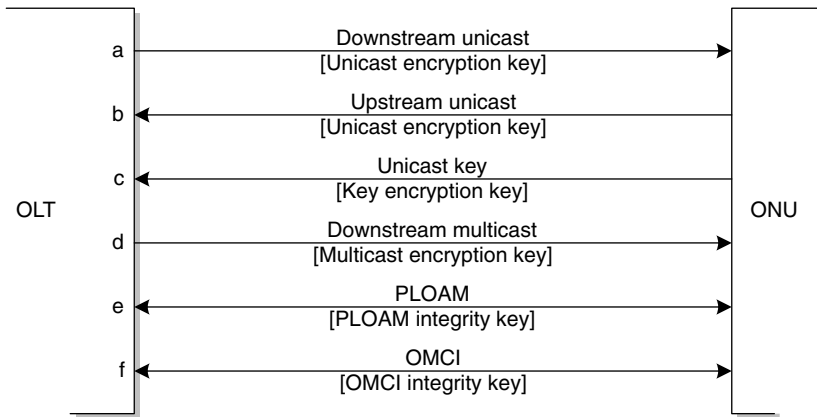 a
Downstream unicast
[Unicast encryption key]
b
Upstream unicast
[Unicast encryption key]
c
Unicast key
[Key encryption key]
OLT
ONU
d
Downstream multicast
[Multicast encryption key]
e
PLOAM
[PLOAM integrity key]
f
OMCI
[OMCI integrity key]